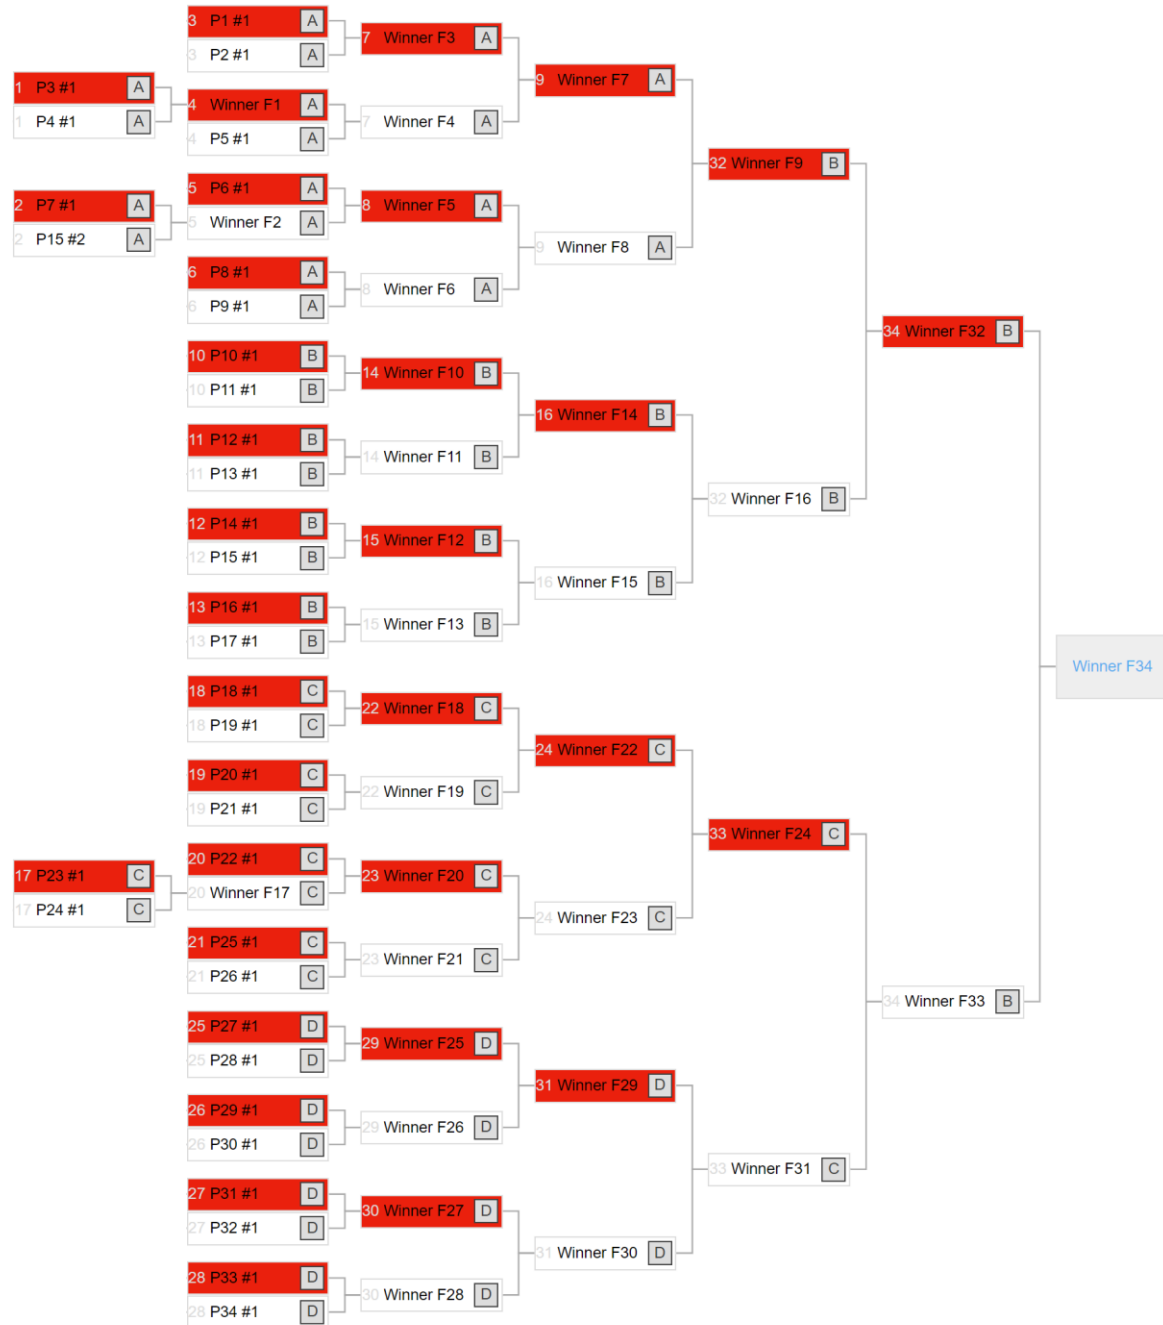 3 P1 #1 A
3 P2 #1 A
1 P3 #1 A
1 P4 #1 A
4 Winner F1 A
4 P5 #1 A
2 P7 #1 A
2 P15 #2 A
5 P6 #1 A
5 Winner F2 A
6 P8 #1 A
6 P9 #1 A
10 P10 #1 B
10 P11 #1 B
11 P12 #1 B
11 P13 #1 B
12 P14 #1 B
12 P15 #1 B
13 P16 #1 B
13 P17 #1 B
18 P18 #1 C
18 P19 #1 C
19 P20 #1 C
19 P21 #1 C
17 P23 #1 C
17 P24 #1 C
20 P22 #1 C
20 Winner F17 C
21 P25 #1 C
21 P26 #1 C
25 P27 #1 D
25 P28 #1 D
26 P29 #1 D
26 P30 #1 D
27 P31 #1 D
27 P32 #1 D
28 P33 #1 D
28 P34 #1 D
7 Winner F3 A
7 Winner F4 A
8 Winner F5 A
8 Winner F6 A
14 Winner F10 B
14 Winner F11 B
15 Winner F12 B
15 Winner F13 B
22 Winner F18 C
22 Winner F19 C
23 Winner F20 C
23 Winner F21 C
29 Winner F25 D
29 Winner F26 D
30 Winner F27 D
30 Winner F28 D
9 Winner F7 A
9 Winner F8 A
16 Winner F14 B
16 Winner F15 B
24 Winner F22 C
24 Winner F23 C
31 Winner F29 D
31 Winner F30 D
32 Winner F9 B
32 Winner F16 B
33 Winner F24 C
33 Winner F31 C
34 Winner F32 B
34 Winner F33 B
Winner F34